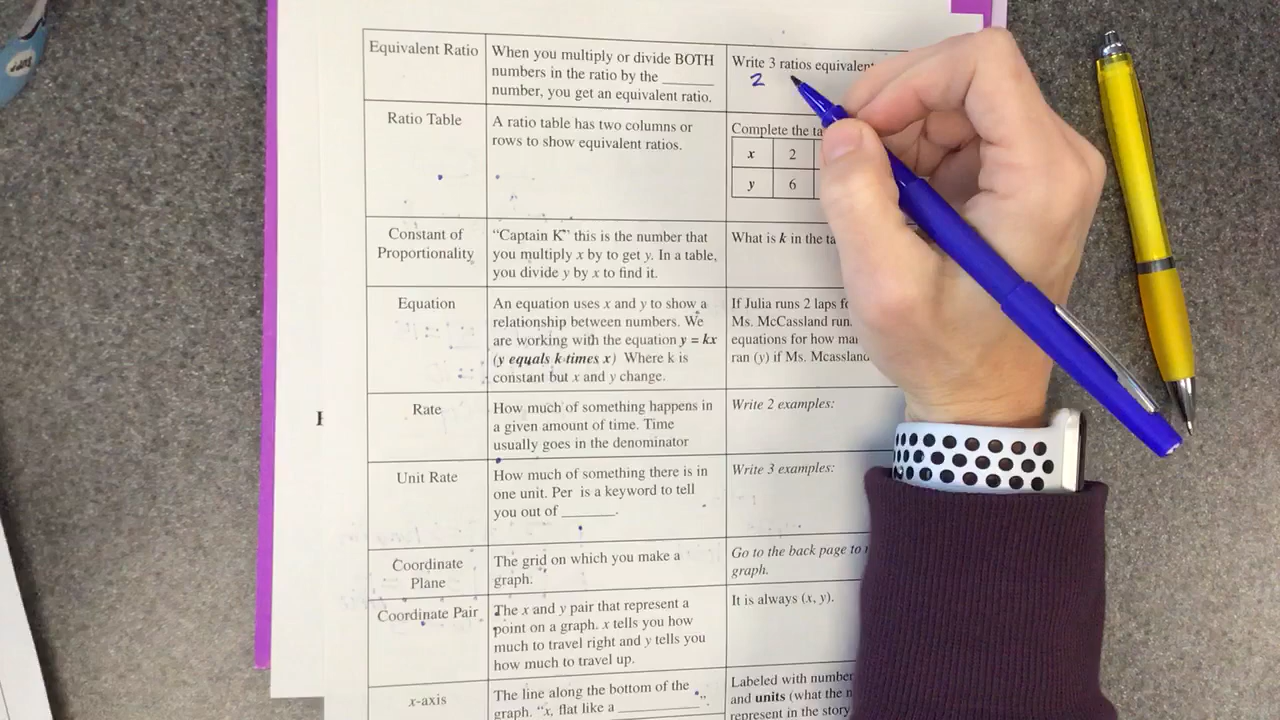 Equivalent Ratio
When you multiply or divide BOTH
numbers in the ratio by the ________
number, you get an equivalent ratio.
Write 3 ratios equivalent
2
Ratio Table
A ratio table has two columns or
rows to show equivalent ratios.
Complete the ta
x 2
y 6
Constant of
Proportionality
“Captain K” this is the number that
you multiply x by to get y. In a table,
you divide y by x to find it.
What is k in the ta
Equation
An equation uses x and y to show a
relationship between numbers. We
are working with the equation y = kx
(y equals k times x) Where k is
constant but x and y change.
If Julia runs 2 laps fo
Ms. McCassland run
equations for how ma
ran (y) if Ms. Mcassland
Rate
How much of something happens in
a given amount of time. Time
usually goes in the denominator
Write 2 examples:
Unit Rate
How much of something there is in
one unit. Per is a keyword to tell
you out of ________.
Write 3 examples:
Coordinate
Plane
The grid on which you make a
graph.
Go to the back page to
graph.
Coordinate Pair
The x and y pair that represent a
point on a graph. x tells you how
much to travel right and y tells you
how much to travel up.
It is always (x, y).
x-axis
The line along the bottom of the
graph. “x, flat like a ____________”.
Labeled with number
and units (what the n
represent in the story